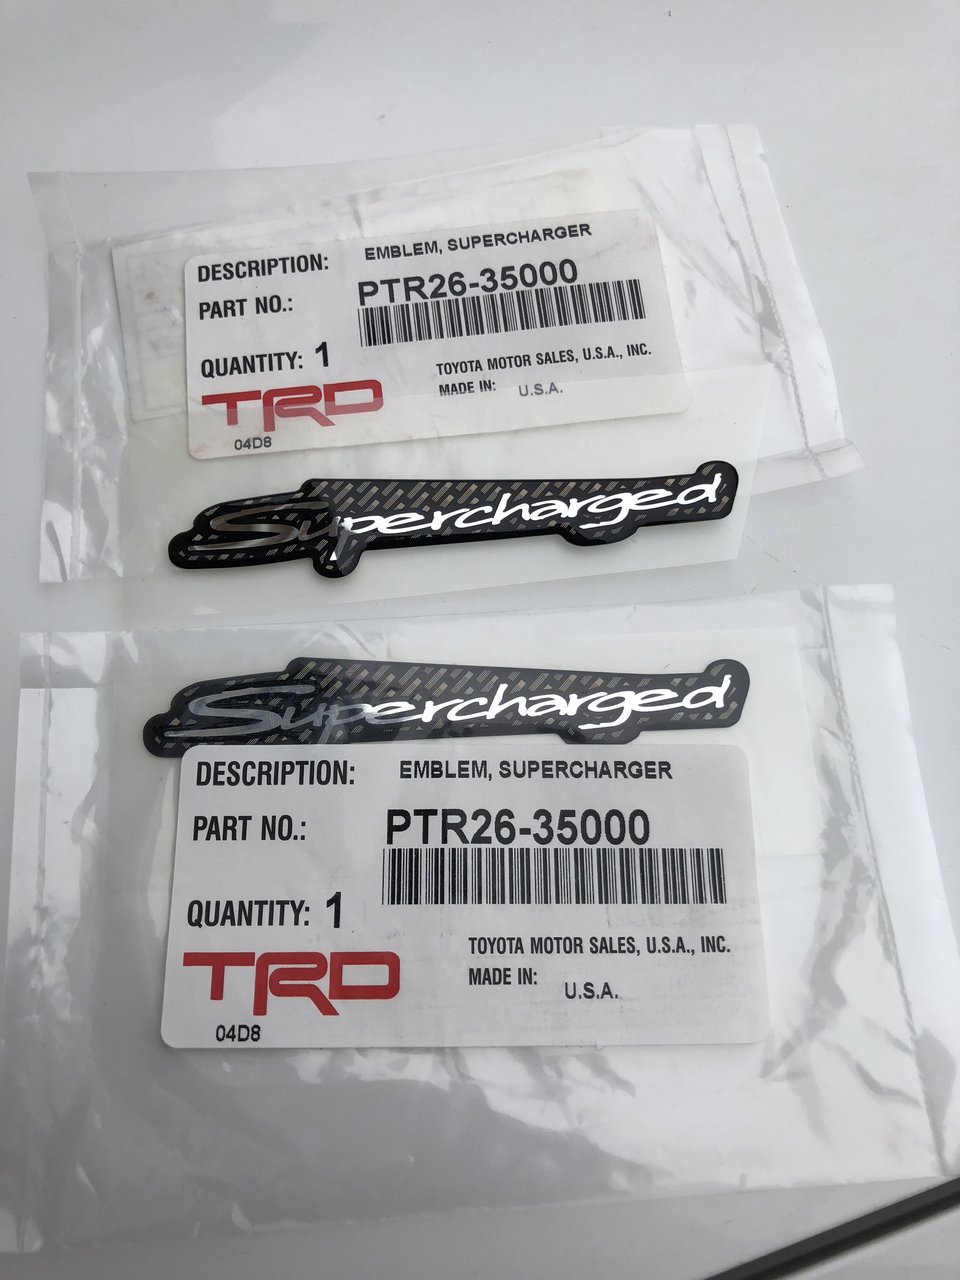 DESCRIPTION: EMBLEM, SUPERCHARGER
PART NO.: PTR26-35000
QUANTITY: 1
TOYOTA MOTOR SALES, U.S.A., INC.
MADE IN: U.S.A.
TRD
04D8
Supercharged
Supercharged
DESCRIPTION: EMBLEM, SUPERCHARGER
PART NO.: PTR26-35000
QUANTITY: 1
TOYOTA MOTOR SALES, U.S.A., INC.
MADE IN: U.S.A.
TRD
04D8